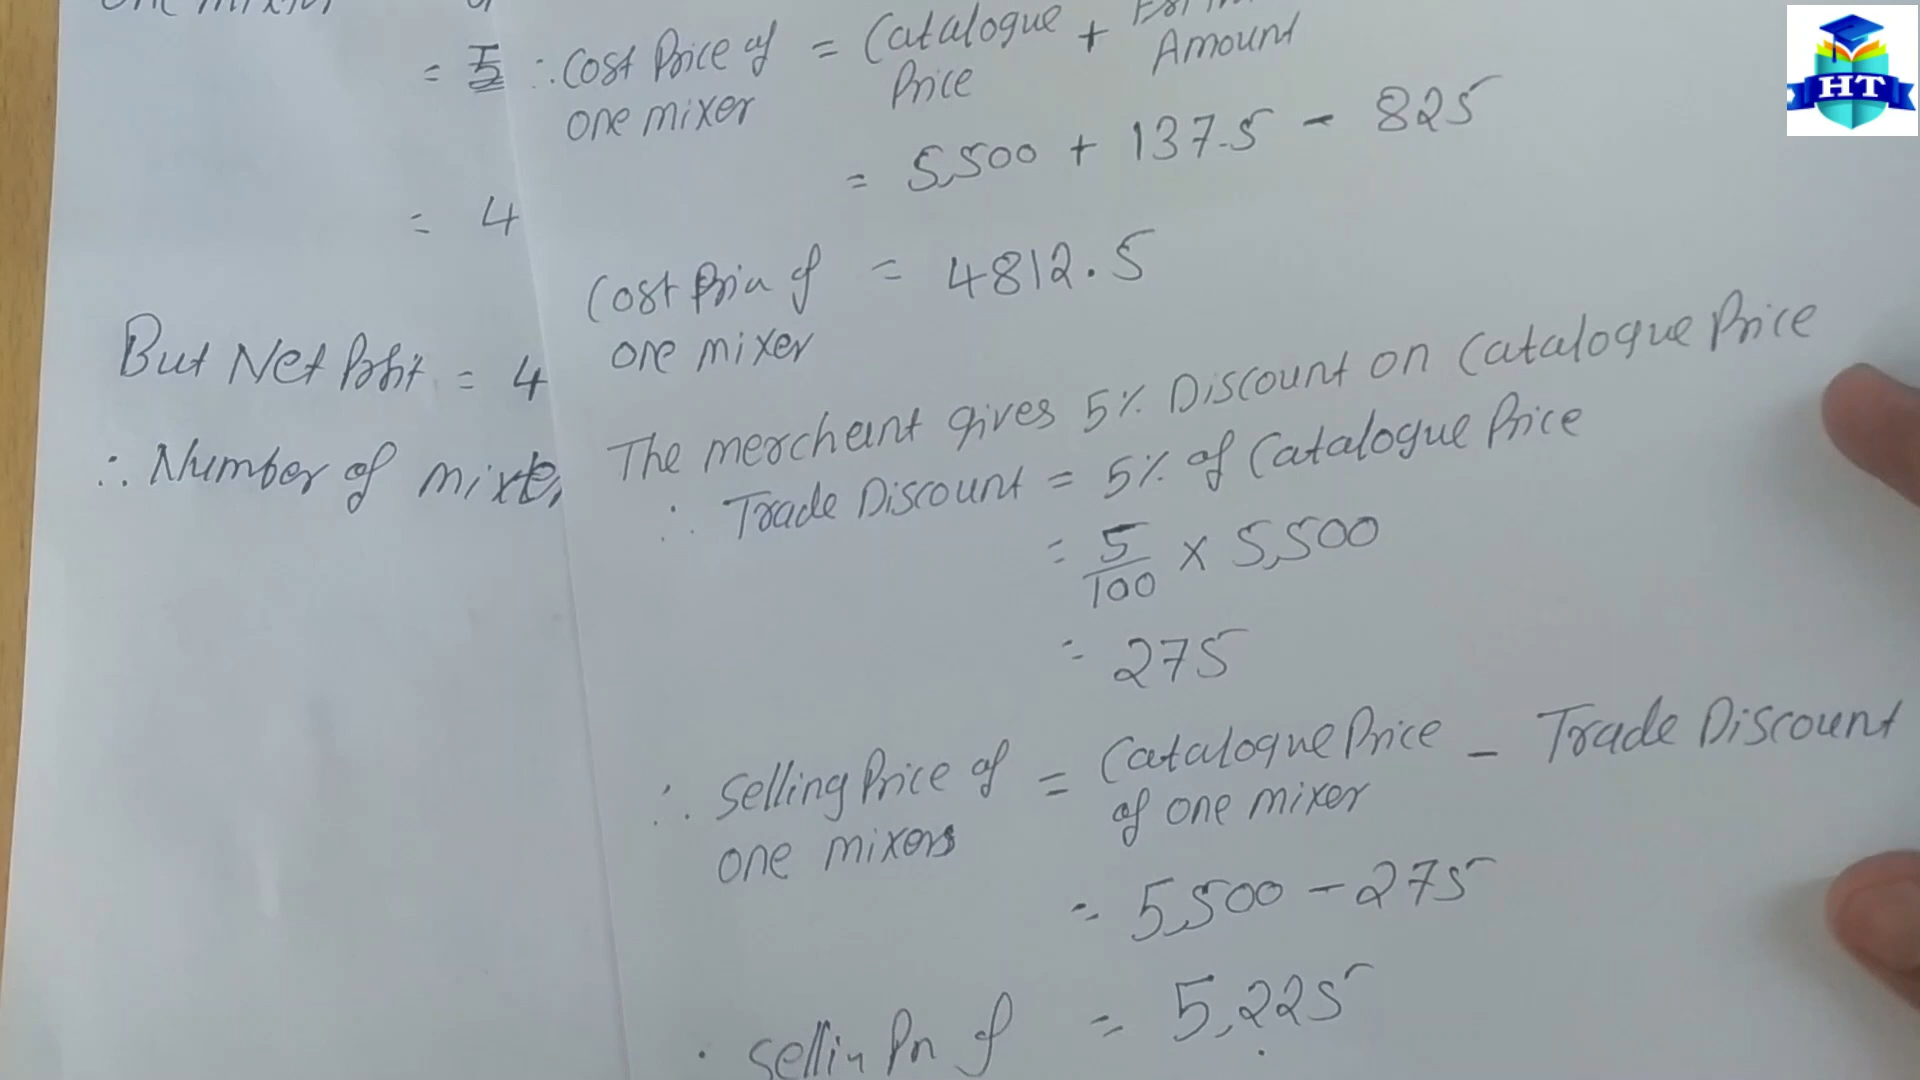 one mixer
= 5
= 4
But Net Profit = 4
∴ Number of mixe
∴ Cost Price of = Catalogue +
one mixer Price Amount
= 5,500 + 137.5 - 825
Cost Price of = 4812.5
one mixer
The merchant gives 5% Discount on Catalogue Price
∴ Trade Discount = 5% of Catalogue Price
= 5/100 × 5,500
= 275
∴ Selling Price of = Catalogue Price - Trade Discount
one mixers of one mixer
= 5,500 - 275
= 5,225
HT